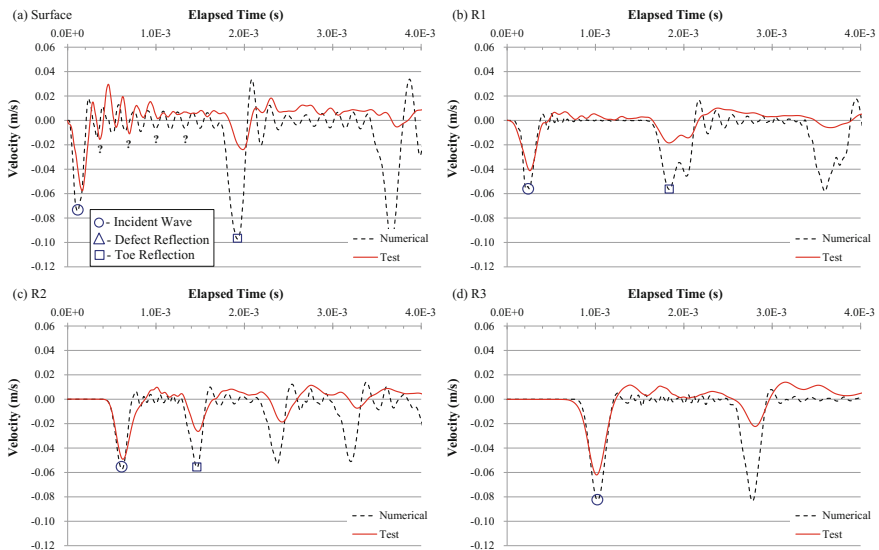 (a) Surface
Elapsed Time (s)
0.0E+0 1.0E-3 2.0E-3 3.0E-3 4.0E-3
Velocity (m/s)
0.06
0.04
0.02
0.00
-0.02
-0.04
-0.06
-0.08
-0.10
-0.12
- Incident Wave
- Defect Reflection
- Toe Reflection
Numerical
Test
(b) R1
Elapsed Time (s)
0.0E+0 1.0E-3 2.0E-3 3.0E-3 4.0E-3
Velocity (m/s)
0.06
0.04
0.02
0.00
-0.02
-0.04
-0.06
-0.08
-0.10
-0.12
Numerical
Test
(c) R2
Elapsed Time (s)
0.0E+0 1.0E-3 2.0E-3 3.0E-3 4.0E-3
Velocity (m/s)
0.06
0.04
0.02
0.00
-0.02
-0.04
-0.06
-0.08
-0.10
-0.12
Numerical
Test
(d) R3
Elapsed Time (s)
0.0E+0 1.0E-3 2.0E-3 3.0E-3 4.0E-3
Velocity (m/s)
0.06
0.04
0.02
0.00
-0.02
-0.04
-0.06
-0.08
-0.10
-0.12
Numerical
Test